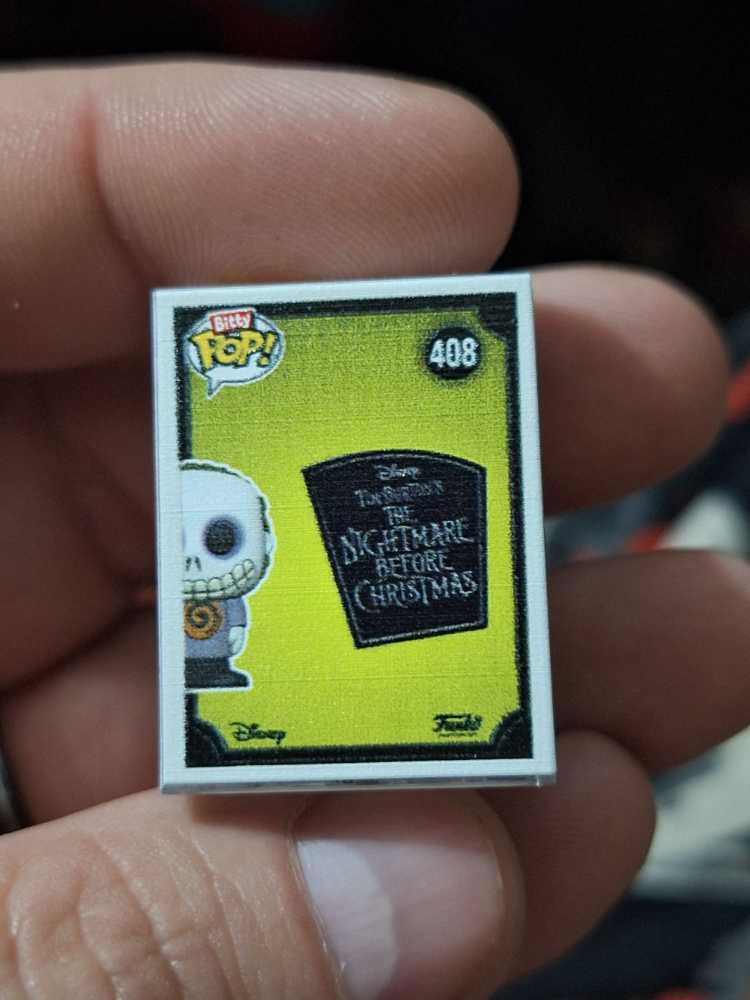 Bitty
POP!
408
Disney
TIM BURTON'S
THE
NIGHTMARE
BEFORE
CHRISTMAS
Disney
Funko